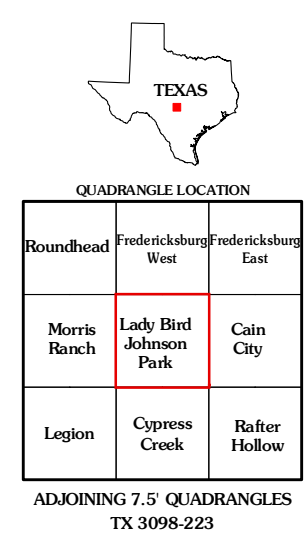 TEXAS
QUADRANGLE LOCATION
Roundhead
Fredericksburg
West
Fredericksburg
East
Morris
Ranch
Lady Bird
Johnson
Park
Cain
City
Legion
Cypress
Creek
Rafter
Hollow
ADJOINING 7.5' QUADRANGLES
TX 3098-223